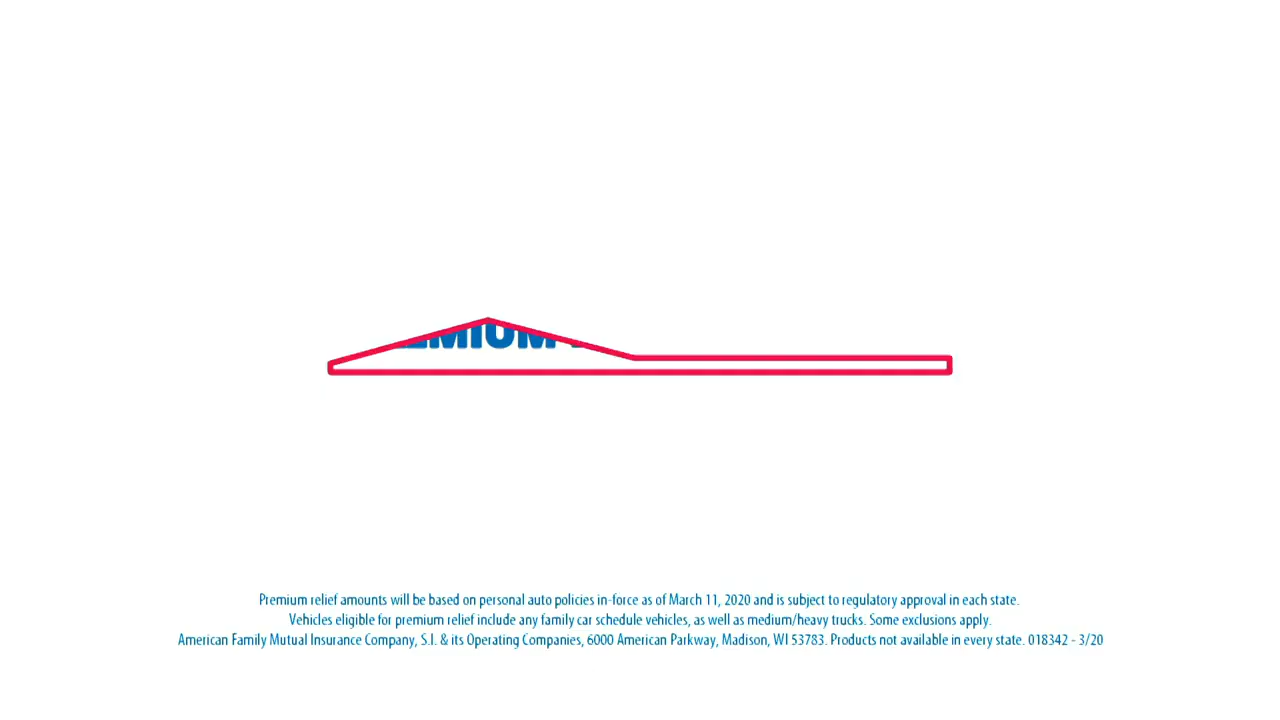 Premium relief amounts will be based on personal auto policies in-force as of March 11, 2020 and is subject to regulatory approval in each state.
Vehicles eligible for premium relief include any family car schedule vehicles, as well as medium/heavy trucks. Some exclusions apply.
American Family Mutual Insurance Company, S.I. & its Operating Companies, 6000 American Parkway, Madison, WI 53783. Products not available in every state. 018342 - 3/20